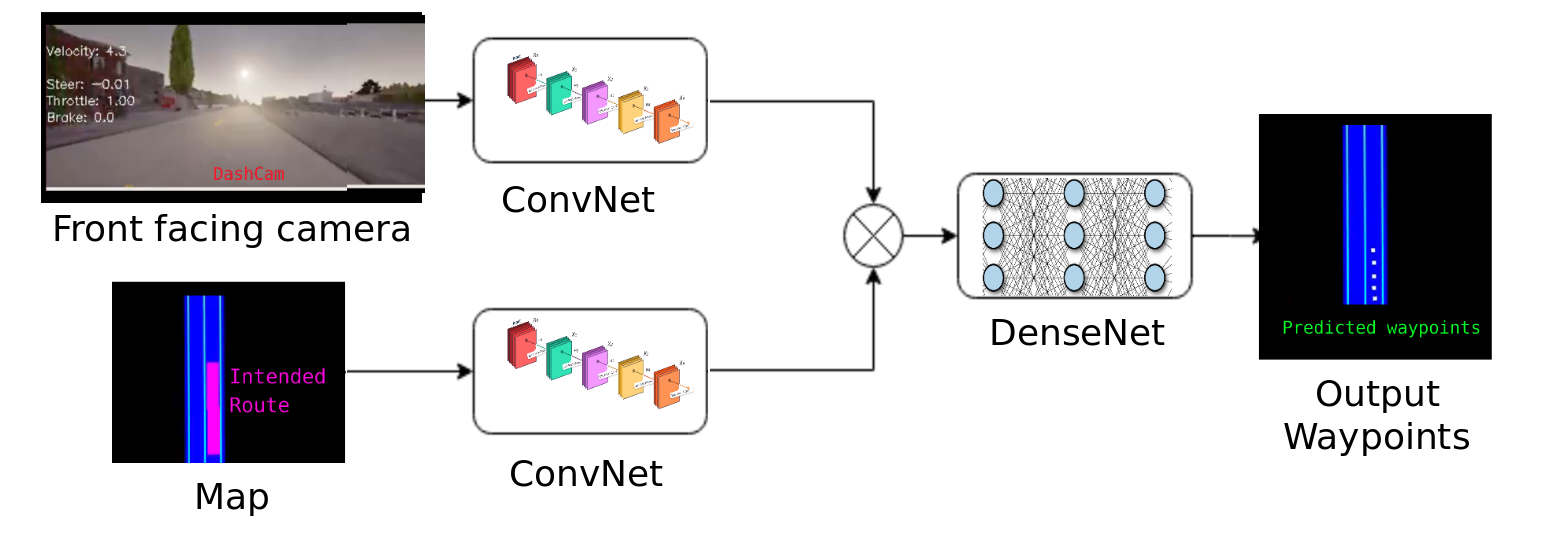 Velocity: 4.3
Steer: −0.01
Throttle: 1.00
Brake: 0.0
DashCam
Front facing camera
ConvNet
Intended
Route
Map
ConvNet
DenseNet
Predicted waypoints
Output
Waypoints